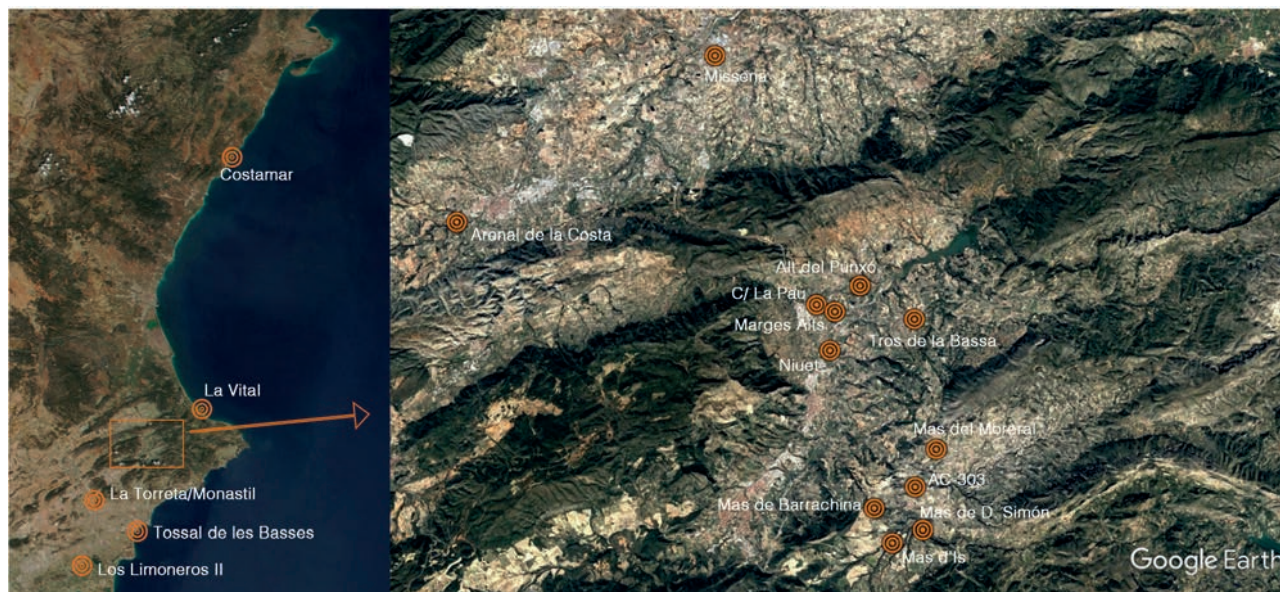 Costamar
La Vital
La Torreta/Monastil
Tossal de les Basses
Los Limoneros II
Missena
Arenal de la Costa
Alt del Punxó
C/ La Pau
Marges Alts
Tros de la Bassa
Niuet
Mas del Moreral
AC-303
Mas de Barrachina
Mas de D. Simón
Mas d'Is
Google Earth